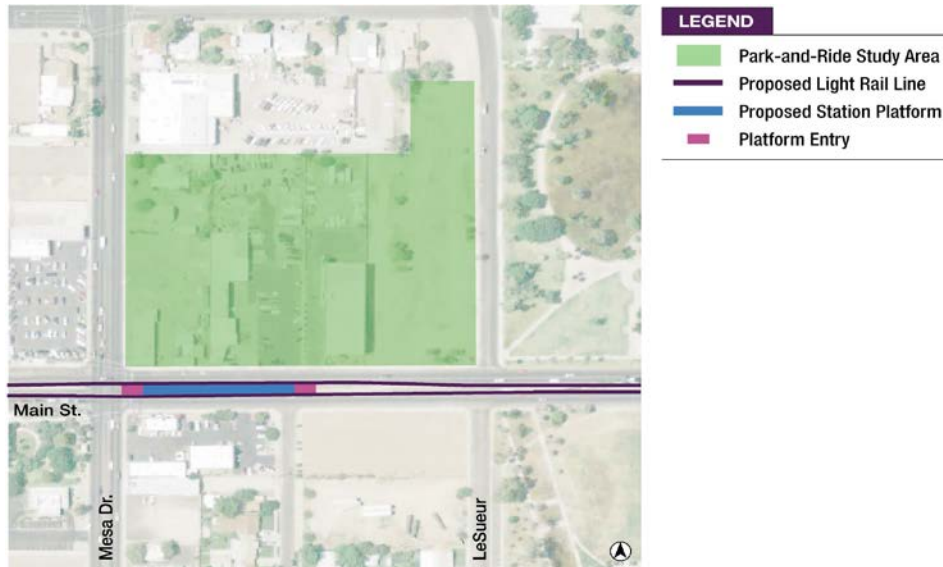 LEGEND
Park-and-Ride Study Area
Proposed Light Rail Line
Proposed Station Platform
Platform Entry
Main St.
Mesa Dr.
LeSueur